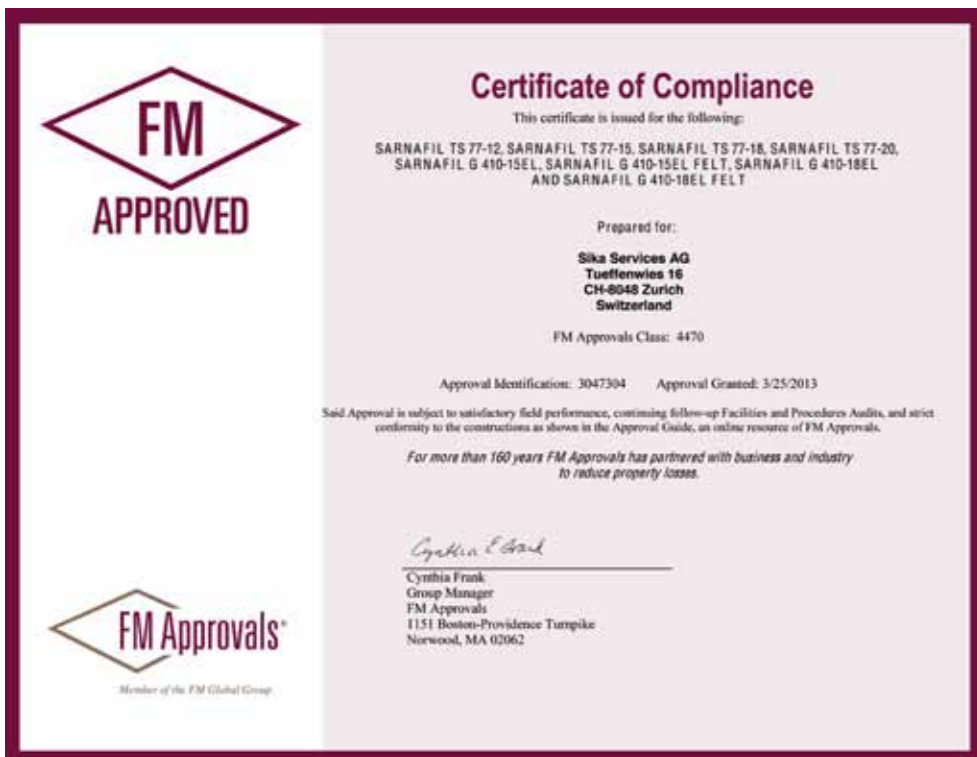 FM
APPROVED
Certificate of Compliance
This certificate is issued for the following:
SARNAFIL TS 77-12, SARNAFIL TS 77-15, SARNAFIL TS 77-18, SARNAFIL TS 77-20,
SARNAFIL G 410-15EL, SARNAFIL G 410-15EL FELT, SARNAFIL G 410-18EL
AND SARNAFIL G 410-18EL FELT
Prepared for:
Sika Services AG
Tueffenwies 16
CH-8048 Zurich
Switzerland
FM Approvals Class: 4470
Approval Identification: 3047304 Approval Granted: 3/25/2013
Said Approval is subject to satisfactory field performance, continuing follow-up Facilities and Procedures Audits, and strict
conformity to the constructions as shown in the Approval Guide, an online resource of FM Approvals.
For more than 160 years FM Approvals has partnered with business and industry
to reduce property losses.
Cynthia E Frank
Cynthia Frank
Group Manager
FM Approvals
1151 Boston-Providence Turnpike
Norwood, MA 02062
FM Approvals®
Member of the FM Global Group